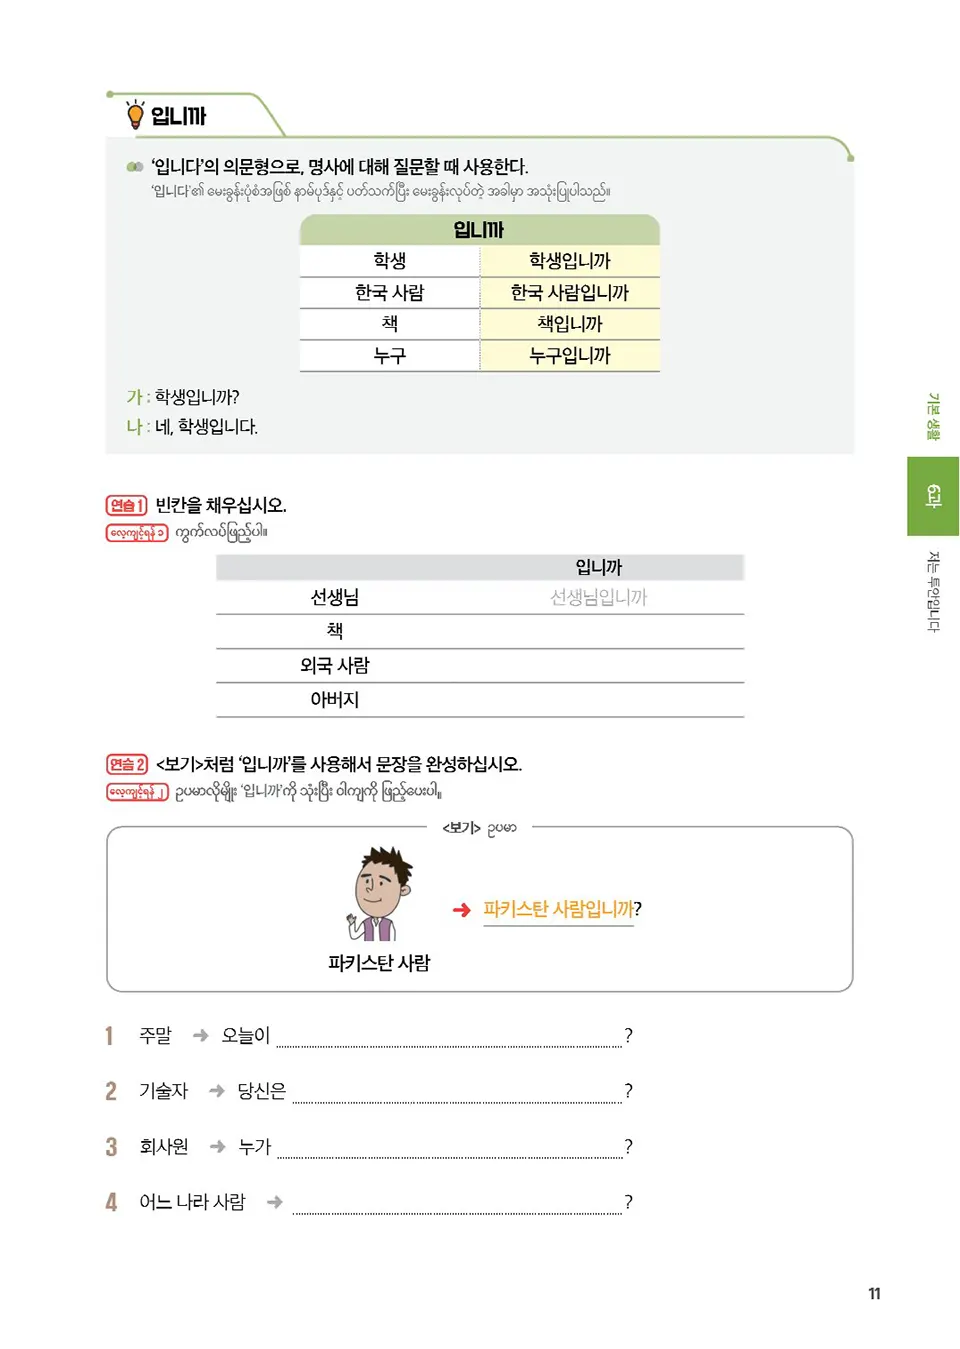 입니까
'입니다'의 의문형으로, 명사에 대해 질문할 때 사용한다.
'입니다'၏ မေးခွန်းပုံစံအဖြစ် နာမ်ပုဒ်နှင့် ပတ်သက်ပြီး မေးခွန်းလုပ်တဲ့ အခါမှာ အသုံးပြုပါသည်။
입니까
학생 학생입니까
한국 사람 한국 사람입니까
책 책입니까
누구 누구입니까
가 : 학생입니까?
나 : 네, 학생입니다.
연습 1 빈칸을 채우십시오.
လေ့ကျင့်ရန် ၁ ကွက်လပ်ဖြည့်ပါ။
입니까
선생님 선생님입니까
책
외국 사람
아버지
연습 2 <보기>처럼 '입니까'를 사용해서 문장을 완성하십시오.
လေ့ကျင့်ရန် ၂ ဥပမာလိုမျိုး '입니까'ကို သုံးပြီး ဝါကျကို ဖြည့်ပေးပါ။
<보기> ဥပမာ
➜ 파키스탄 사람입니까?
파키스탄 사람
1 주말 ➜ 오늘이 ?
2 기술자 ➜ 당신은 ?
3 회사원 ➜ 누가 ?
4 어느 나라 사람 ➜ ?
기본 생활
6과
저는 투안입니다
11